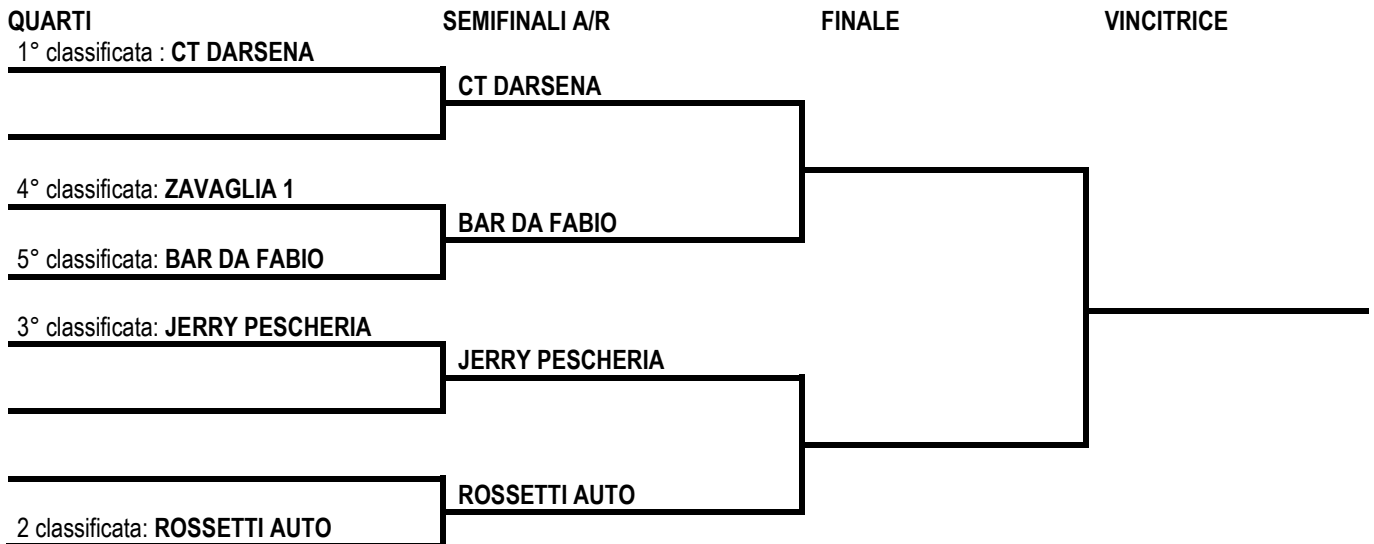 QUARTI SEMIFINALI A/R FINALE VINCITRICE
1° classificata : CT DARSENA
CT DARSENA
4° classificata: ZAVAGLIA 1
BAR DA FABIO
5° classificata: BAR DA FABIO
3° classificata: JERRY PESCHERIA
JERRY PESCHERIA
ROSSETTI AUTO
2 classificata: ROSSETTI AUTO